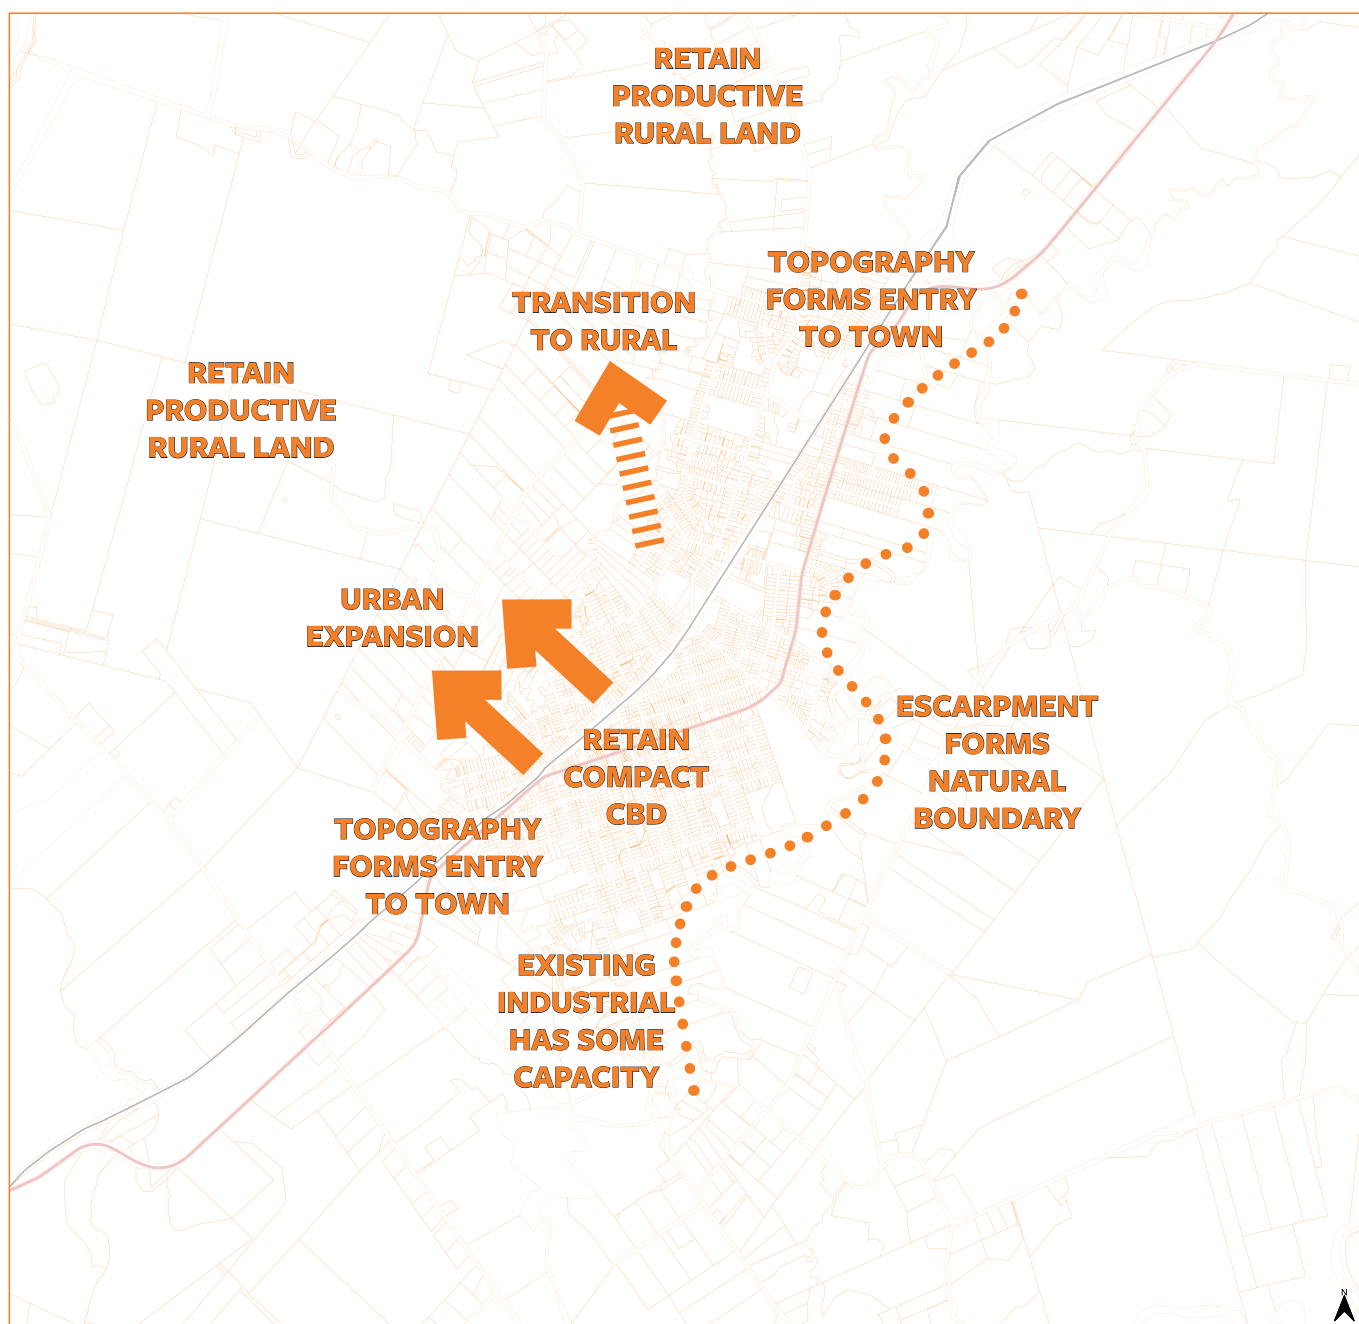 RETAIN
PRODUCTIVE
RURAL LAND
TOPOGRAPHY
FORMS ENTRY
TO TOWN
TRANSITION
TO RURAL
RETAIN
PRODUCTIVE
RURAL LAND
URBAN
EXPANSION
ESCARPMENT
FORMS
NATURAL
BOUNDARY
RETAIN
COMPACT
CBD
TOPOGRAPHY
FORMS ENTRY
TO TOWN
EXISTING
INDUSTRIAL
HAS SOME
CAPACITY
N